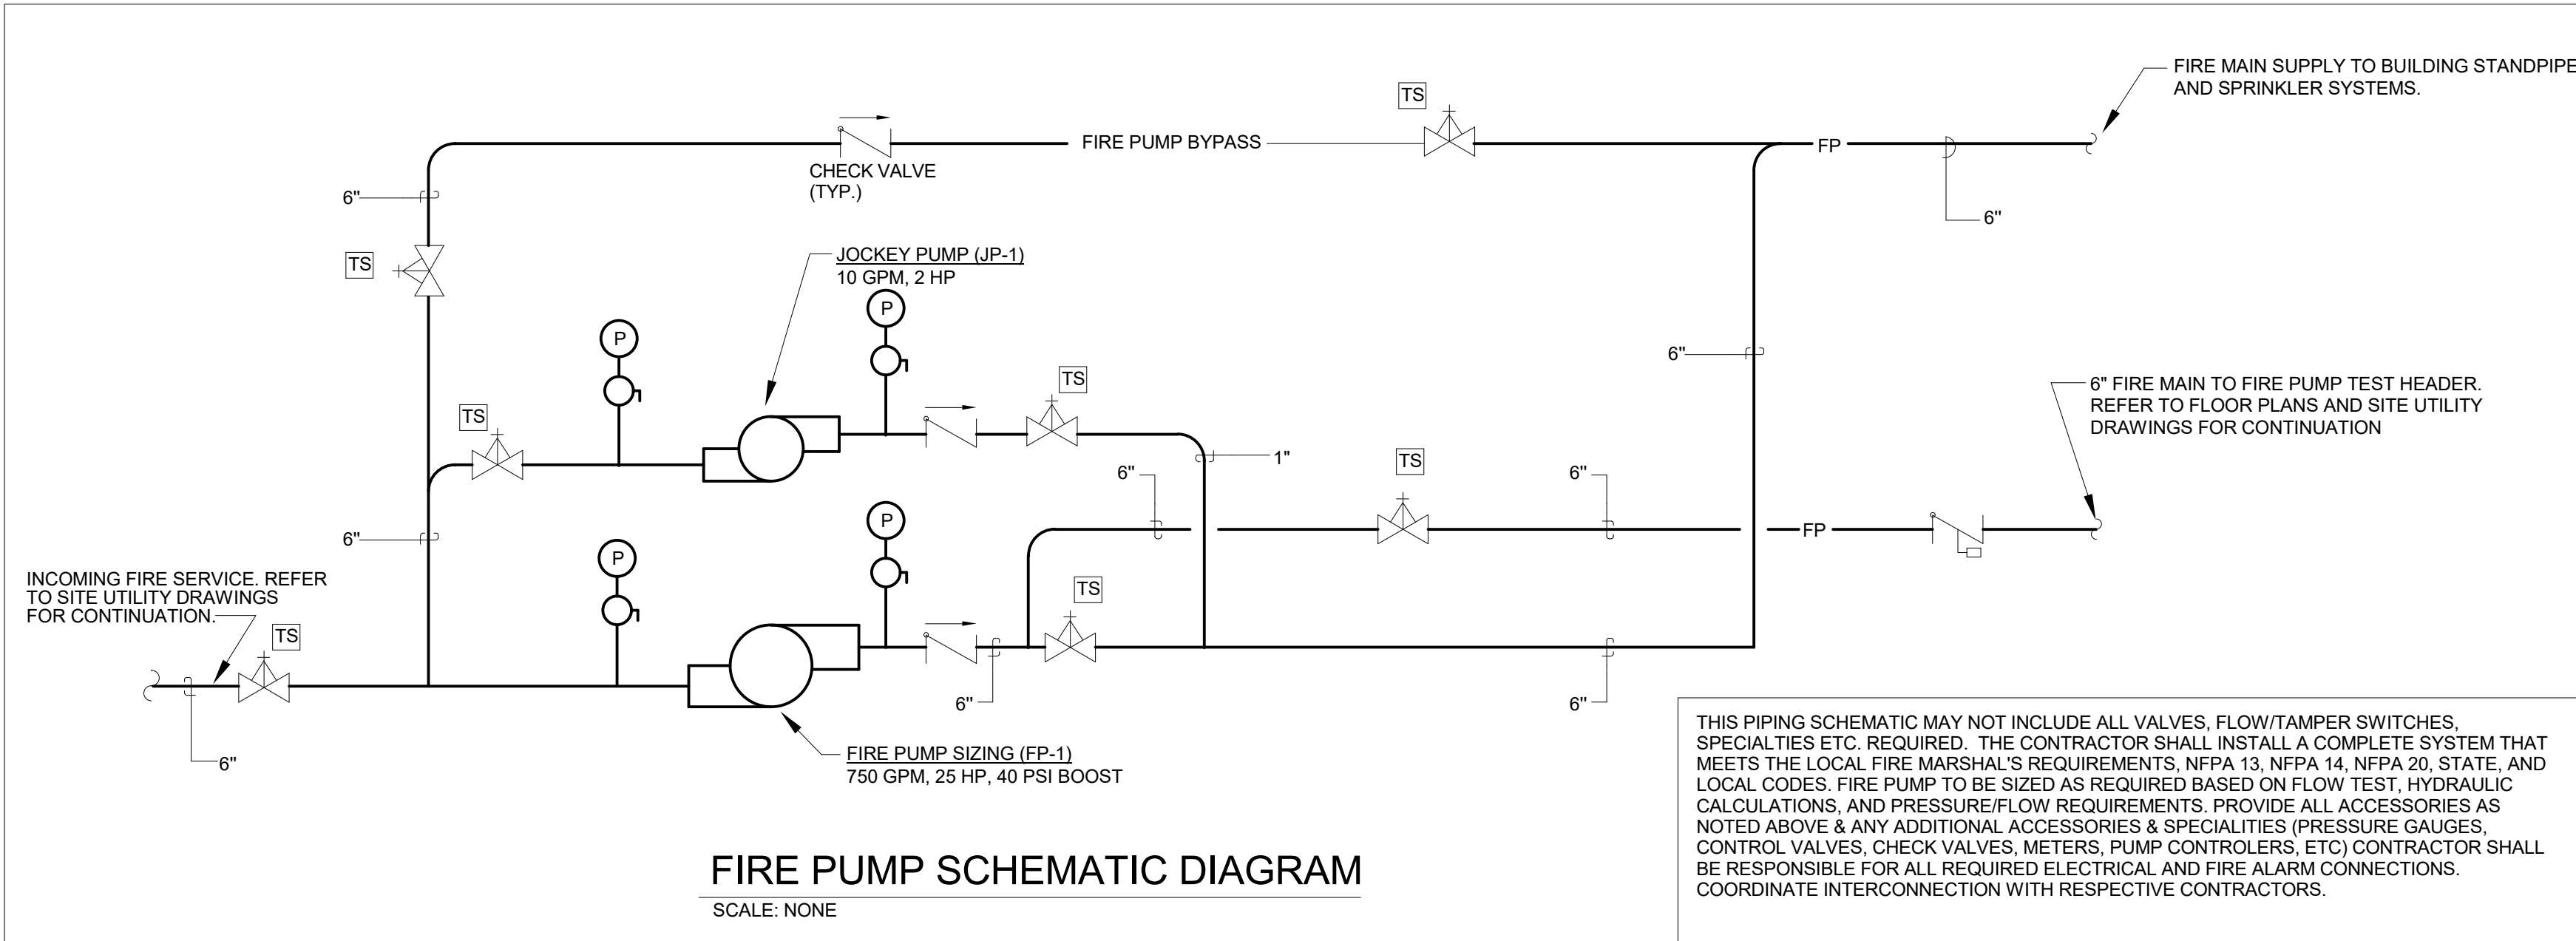 FIRE MAIN SUPPLY TO BUILDING STANDPIPE
AND SPRINKLER SYSTEMS.
TS
FIRE PUMP BYPASS
FP
CHECK VALVE
(TYP.)
6"
6"
TS
JOCKEY PUMP (JP-1)
10 GPM, 2 HP
P
P
6"
TS
TS
6" FIRE MAIN TO FIRE PUMP TEST HEADER.
REFER TO FLOOR PLANS AND SITE UTILITY
DRAWINGS FOR CONTINUATION
1"
6"
TS
6"
P
FP
6"
P
INCOMING FIRE SERVICE. REFER
TO SITE UTILITY DRAWINGS
FOR CONTINUATION.
TS
TS
6"
6"
6"
FIRE PUMP SIZING (FP-1)
750 GPM, 25 HP, 40 PSI BOOST
THIS PIPING SCHEMATIC MAY NOT INCLUDE ALL VALVES, FLOW/TAMPER SWITCHES,
SPECIALTIES ETC. REQUIRED. THE CONTRACTOR SHALL INSTALL A COMPLETE SYSTEM THAT
MEETS THE LOCAL FIRE MARSHAL'S REQUIREMENTS, NFPA 13, NFPA 14, NFPA 20, STATE, AND
LOCAL CODES. FIRE PUMP TO BE SIZED AS REQUIRED BASED ON FLOW TEST, HYDRAULIC
CALCULATIONS, AND PRESSURE/FLOW REQUIREMENTS. PROVIDE ALL ACCESSORIES AS
NOTED ABOVE & ANY ADDITIONAL ACCESSORIES & SPECIALITIES (PRESSURE GAUGES,
CONTROL VALVES, CHECK VALVES, METERS, PUMP CONTROLERS, ETC) CONTRACTOR SHALL
BE RESPONSIBLE FOR ALL REQUIRED ELECTRICAL AND FIRE ALARM CONNECTIONS.
COORDINATE INTERCONNECTION WITH RESPECTIVE CONTRACTORS.
FIRE PUMP SCHEMATIC DIAGRAM
SCALE: NONE